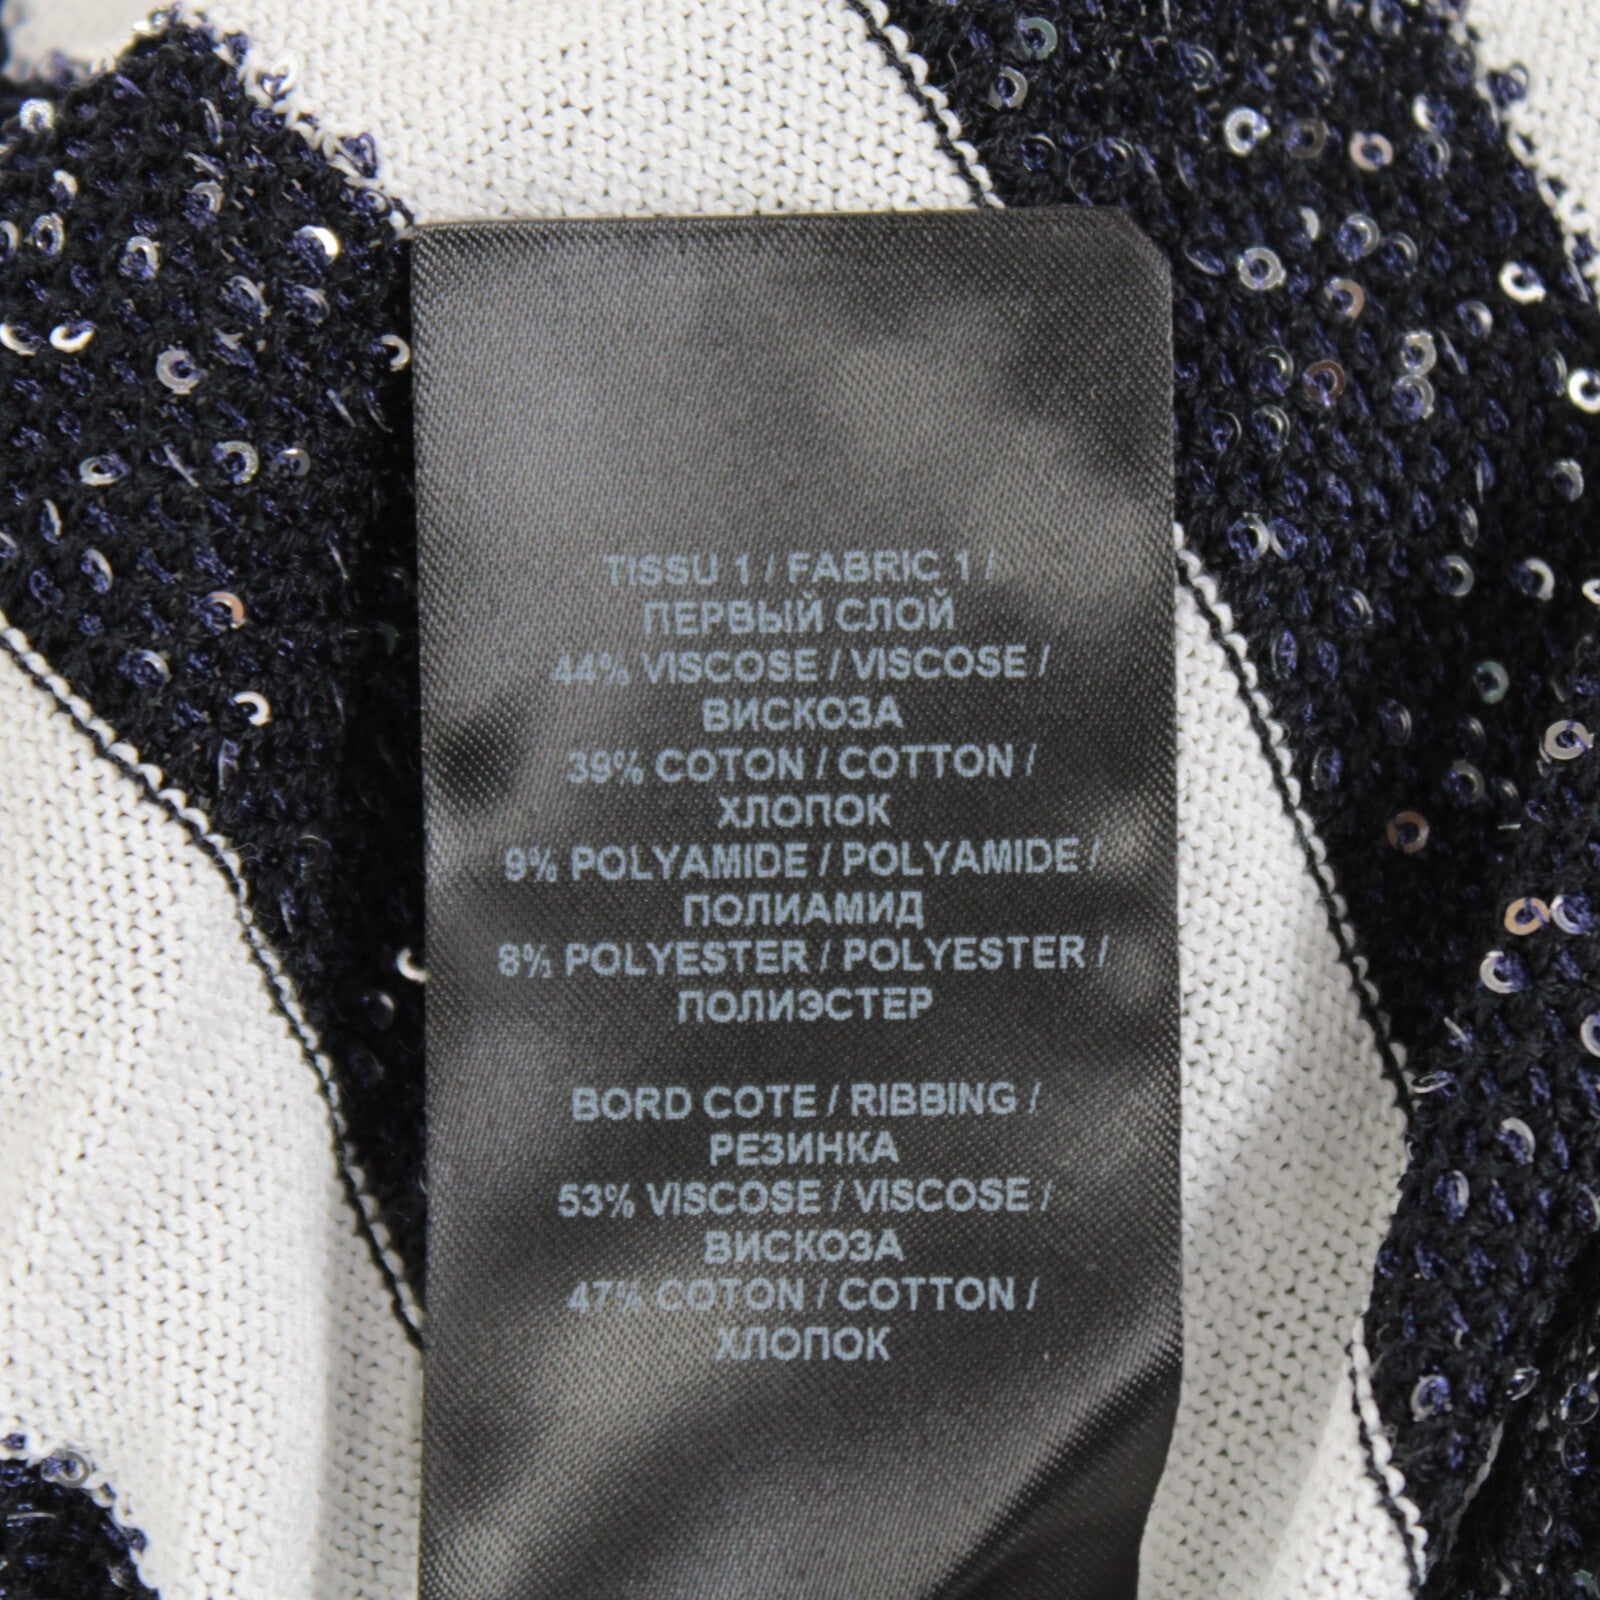 TISSU 1 / FABRIC 1 /
ПЕРВЫЙ СЛОЙ
44% VISCOSE / VISCOSE /
ВИСКОЗА
39% COTON / COTTON /
ХЛОПОК
9% POLYAMIDE / POLYAMIDE /
ПОЛИАМИД
8% POLYESTER / POLYESTER /
ПОЛИЭСТЕР
BORD COTE / RIBBING /
РЕЗИНКА
53% VISCOSE / VISCOSE /
ВИСКОЗА
47% COTON / COTTON /
ХЛОПОК